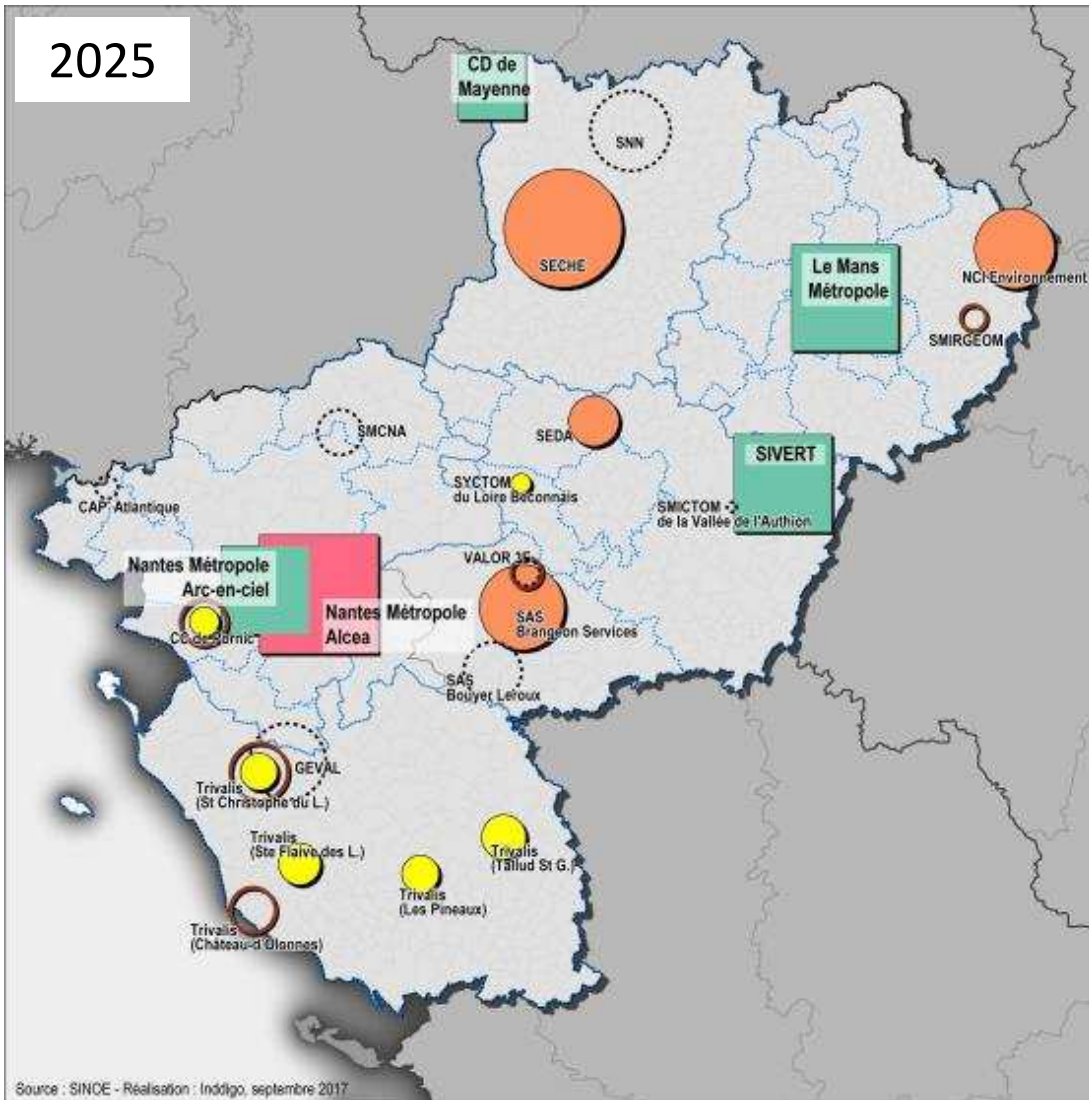 2025
CD de
Mayenne
SNN
SECHE
Le Mans
Métropole
NCI Environnement
SMIRGEOM
SMCNA
SEDA
SIVERT
SYCTOM
du Loire Béconnais
CAP Atlantique
SMICTOM
de la Vallée de l'Authion
Nantes Métropole
Arc-en-ciel
VALOR 3E
CC de Pornic
Nantes Métropole
Alcea
SAS
Brangeon Services
SAS
Bouyer Leroux
GEVAL
Trivalis
(St Christophe du L.)
Trivalis
(Ste Flaive des L.)
Trivalis
(Tallud St G.)
Trivalis
(Les Pineaux)
Trivalis
(Château-d'Olonnes)
Source : SINOE - Réalisation : Inddigo, septembre 2017